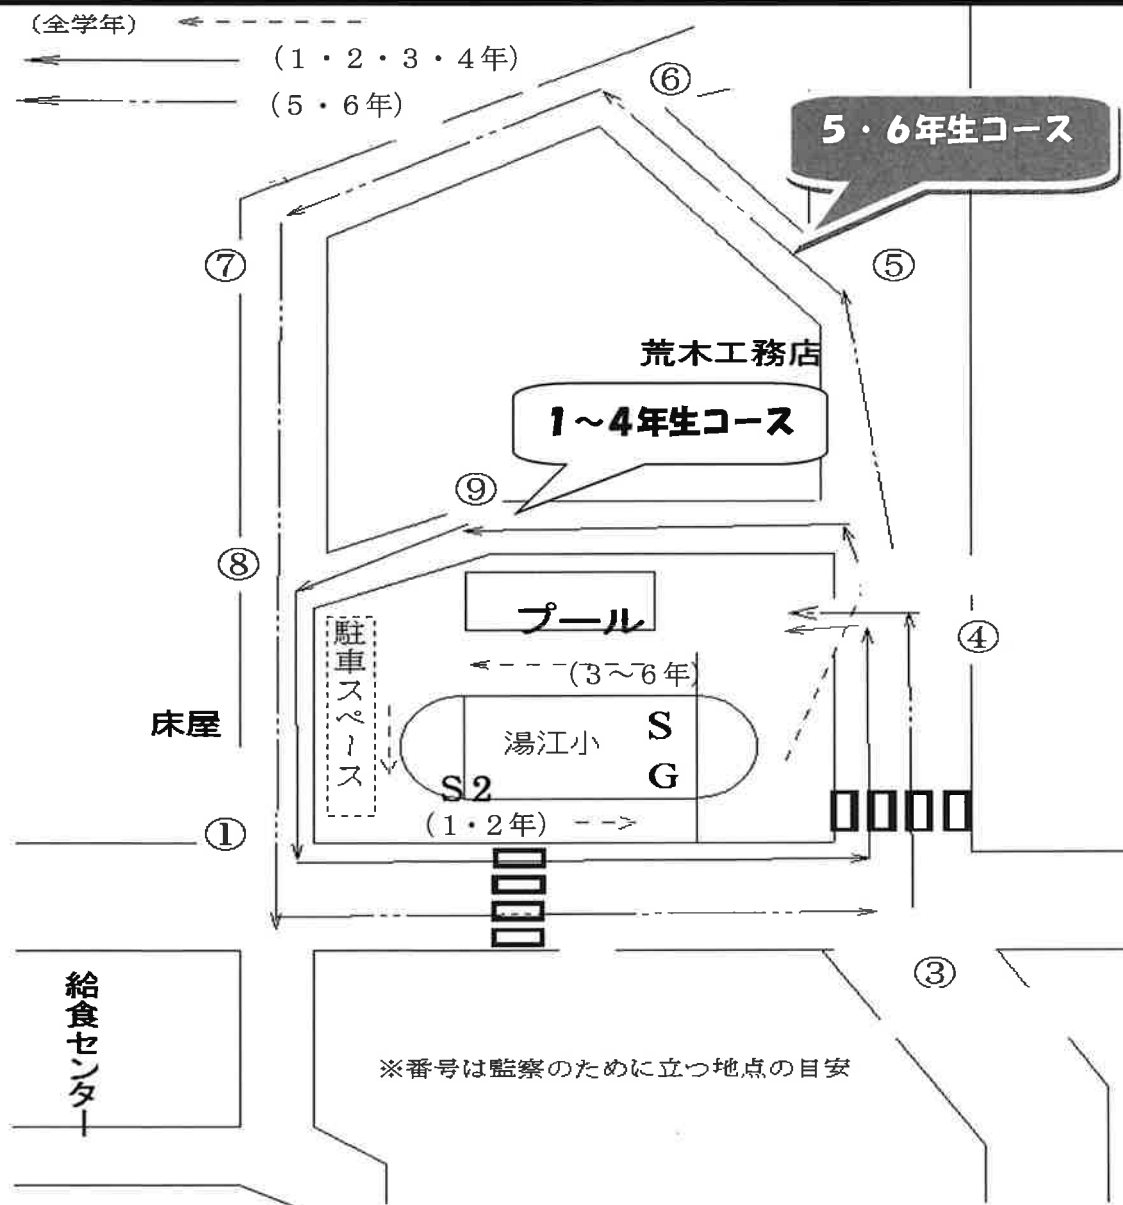 (全学年)
(1・2・3・4年)
(5・6年)
⑥
5・6年生コース
⑦
⑤
荒木工務店
1~4年生コース
⑨
⑧
プール
④
駐車スペース
(3~6年)
床屋
湯江小
S
G
S2
(1・2年)
①
③
給食センター
※番号は監察のために立つ地点の目安